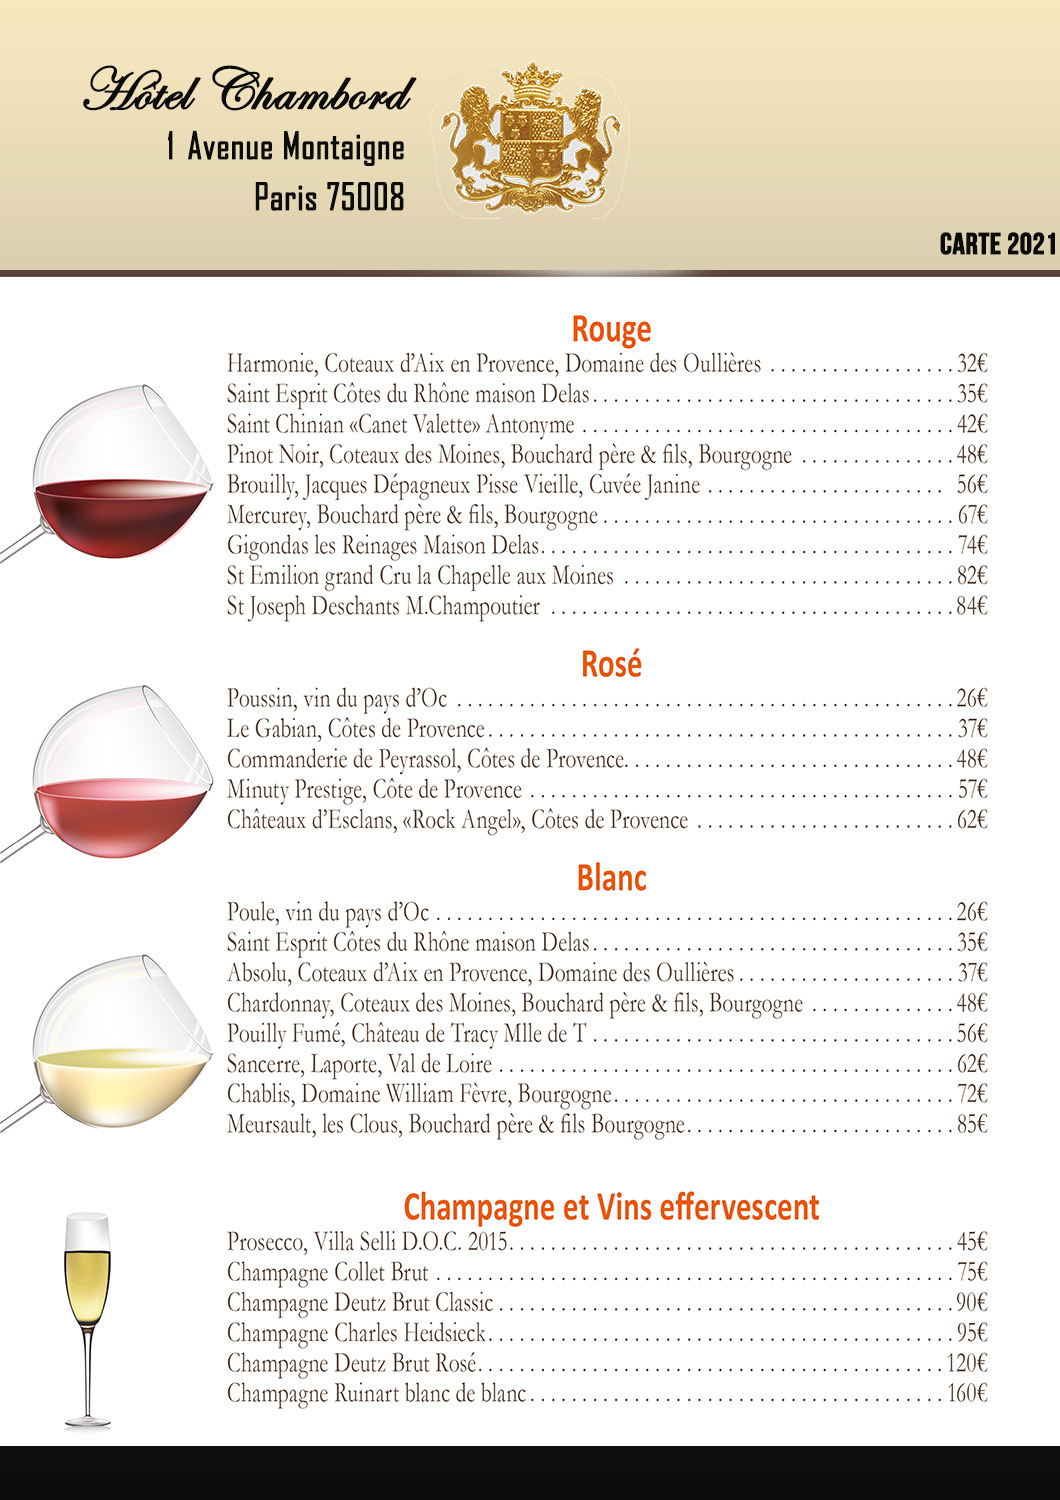 Hôtel Chambord
1 Avenue Montaigne
Paris 75008
CARTE 2021
Rouge
Harmonie, Coteaux d’Aix en Provence, Domaine des Oullières . . . . . . . . . . . . . . . . . . 32€
Saint Esprit Côtes du Rhône maison Delas . . . . . . . . . . . . . . . . . . . . . . . . . . . . . . . . . . . 35€
Saint Chinian «Canet Valette» Antonyme . . . . . . . . . . . . . . . . . . . . . . . . . . . . . . . . . . . . 42€
Pinot Noir, Coteaux des Moines, Bouchard père & fils, Bourgogne . . . . . . . . . . . . . . . 48€
Brouilly, Jacques Dépagneux Pisse Vieille, Cuvée Janine . . . . . . . . . . . . . . . . . . . . . . . 56€
Mercurey, Bouchard père & fils, Bourgogne . . . . . . . . . . . . . . . . . . . . . . . . . . . . . . . . . . 67€
Gigondas les Reinages Maison Delas. . . . . . . . . . . . . . . . . . . . . . . . . . . . . . . . . . . . . . . . 74€
St Emilion grand Cru la Chapelle aux Moines . . . . . . . . . . . . . . . . . . . . . . . . . . . . . . . . 82€
St Joseph Deschants M.Champoutier . . . . . . . . . . . . . . . . . . . . . . . . . . . . . . . . . . . . . . . 84€
Rosé
Poussin, vin du pays d’Oc . . . . . . . . . . . . . . . . . . . . . . . . . . . . . . . . . . . . . . . . . . . . . . . . 26€
Le Gabian, Côtes de Provence . . . . . . . . . . . . . . . . . . . . . . . . . . . . . . . . . . . . . . . . . . . . . 37€
Commanderie de Peyrassol, Côtes de Provence. . . . . . . . . . . . . . . . . . . . . . . . . . . . . . . . 48€
Minuty Prestige, Côte de Provence . . . . . . . . . . . . . . . . . . . . . . . . . . . . . . . . . . . . . . . . . 57€
Châteaux d’Esclans, «Rock Angel», Côtes de Provence . . . . . . . . . . . . . . . . . . . . . . . . . 62€
Blanc
Poule, vin du pays d’Oc . . . . . . . . . . . . . . . . . . . . . . . . . . . . . . . . . . . . . . . . . . . . . . . . . . 26€
Saint Esprit Côtes du Rhône maison Delas . . . . . . . . . . . . . . . . . . . . . . . . . . . . . . . . . . . 35€
Absolu, Coteaux d’Aix en Provence, Domaine des Oullières . . . . . . . . . . . . . . . . . . . . . 37€
Chardonnay, Coteaux des Moines, Bouchard père & fils, Bourgogne . . . . . . . . . . . . . . 48€
Pouilly Fumé, Château de Tracy Mlle de T . . . . . . . . . . . . . . . . . . . . . . . . . . . . . . . . . . . 56€
Sancerre, Laporte, Val de Loire . . . . . . . . . . . . . . . . . . . . . . . . . . . . . . . . . . . . . . . . . . . . 62€
Chablis, Domaine William Fèvre, Bourgogne. . . . . . . . . . . . . . . . . . . . . . . . . . . . . . . . . 72€
Meursault, les Clous, Bouchard père & fils Bourgogne. . . . . . . . . . . . . . . . . . . . . . . . . . 85€
Champagne et Vins effervescent
Prosecco, Villa Selli D.O.C. 2015. . . . . . . . . . . . . . . . . . . . . . . . . . . . . . . . . . . . . . . . . . . 45€
Champagne Collet Brut . . . . . . . . . . . . . . . . . . . . . . . . . . . . . . . . . . . . . . . . . . . . . . . . . . 75€
Champagne Deutz Brut Classic . . . . . . . . . . . . . . . . . . . . . . . . . . . . . . . . . . . . . . . . . . . . 90€
Champagne Charles Heidsieck. . . . . . . . . . . . . . . . . . . . . . . . . . . . . . . . . . . . . . . . . . . . . 95€
Champagne Deutz Brut Rosé. . . . . . . . . . . . . . . . . . . . . . . . . . . . . . . . . . . . . . . . . . . . . 120€
Champagne Ruinart blanc de blanc . . . . . . . . . . . . . . . . . . . . . . . . . . . . . . . . . . . . . . . . 160€